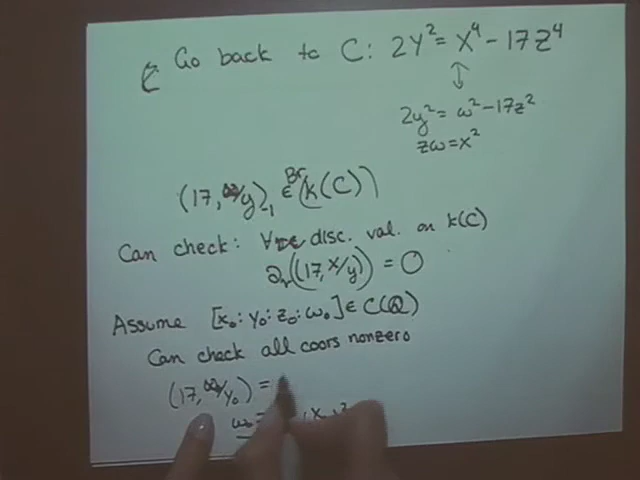 Go back to C: 2Y² = X⁴ - 17Z⁴
↕
2y² = w² - 17z²
zw = x²
(17, /y)₋₁ ∈ Br(k(C))
Can check: ∀ disc. val. on k(C)
∂ᵥ((17, X/y)) = 0
Assume [x₀: y₀: z₀: w₀] ∈ C(ℚ)
Can check all coors nonzero
(17, /y₀) =
w₀ =